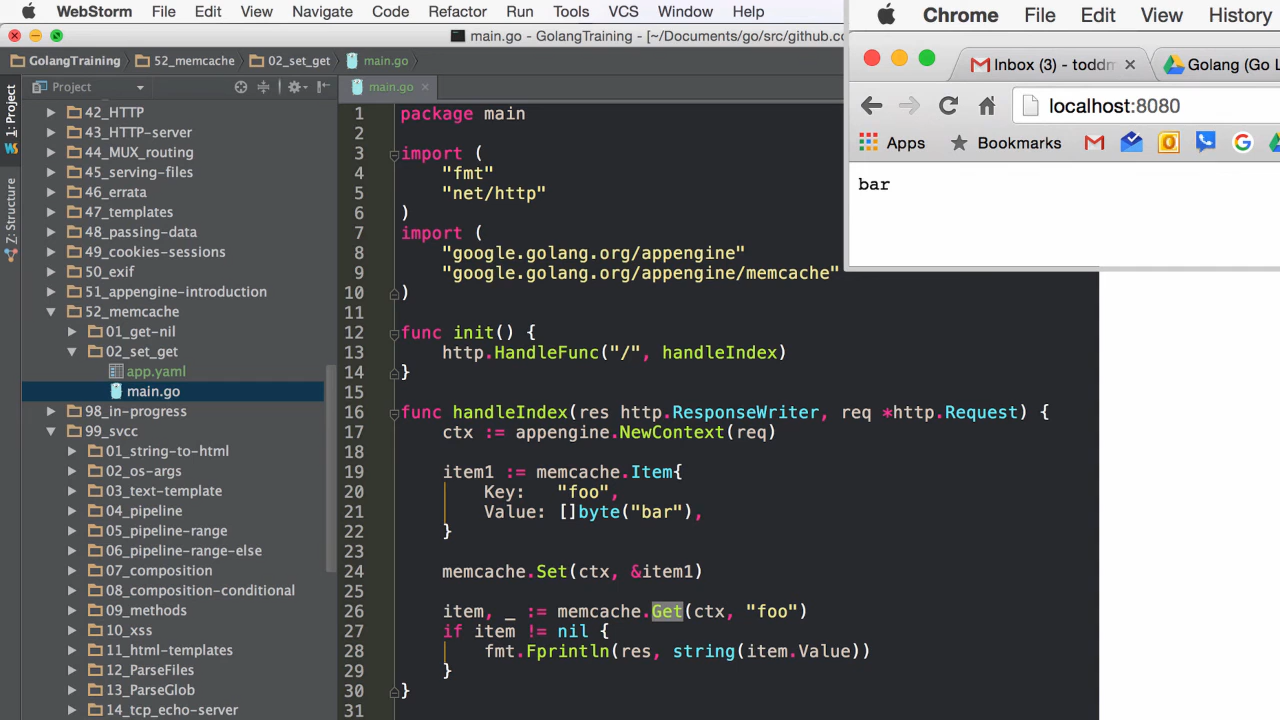 WebStorm File Edit View Navigate Code Refactor Run Tools VCS Window Help
main.go - GolangTraining - [~/Documents/go/src/github.c
GolangTraining 52_memcache 02_set_get main.go
Project
main.go
1: Project
Z: Structure
42_HTTP
43_HTTP-server
44_MUX_routing
45_serving-files
46_errata
47_templates
48_passing-data
49_cookies-sessions
50_exif
51_appengine-introduction
52_memcache
01_get-nil
02_set_get
app.yaml
main.go
98_in-progress
99_svcc
01_string-to-html
02_os-args
03_text-template
04_pipeline
05_pipeline-range
06_pipeline-range-else
07_composition
08_composition-conditional
09_methods
10_xss
11_html-templates
12_ParseFiles
13_ParseGlob
14_tcp_echo-server
1 package main
2
3 import (
4 "fmt"
5 "net/http"
6 )
7 import (
8 "google.golang.org/appengine"
9 "google.golang.org/appengine/memcache"
10 )
11
12 func init() {
13 http.HandleFunc("/", handleIndex)
14 }
15
16 func handleIndex(res http.ResponseWriter, req *http.Request) {
17 ctx := appengine.NewContext(req)
18
19 item1 := memcache.Item{
20 Key: "foo",
21 Value: []byte("bar"),
22 }
23
24 memcache.Set(ctx, &item1)
25
26 item, _ := memcache.Get(ctx, "foo")
27 if item != nil {
28 fmt.Fprintln(res, string(item.Value))
29 }
30 }
31
Chrome File Edit View History
Inbox (3) - toddm Golang (Go L
localhost:8080
Apps Bookmarks
bar